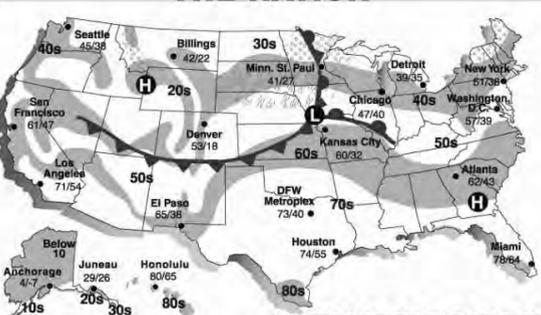 Seattle
45/38
40s
Billings
42/22
30s
Minn. St. Paul
41/27
Detroit
39/35
New York
51/38
H
20s
Chicago
47/40
40s
Washington,
D.C.
57/39
San
Francisco
61/47
L
Denver
53/18
Kansas City
60/32
60s
50s
Los
Angeles
71/54
50s
Atlanta
62/43
H
El Paso
65/38
DFW
Metroplex
73/40
70s
Houston
74/55
Miami
78/64
Below
10
Anchorage
4/-7
Juneau
29/26
Honolulu
80/65
80s
10s
20s
30s
80s